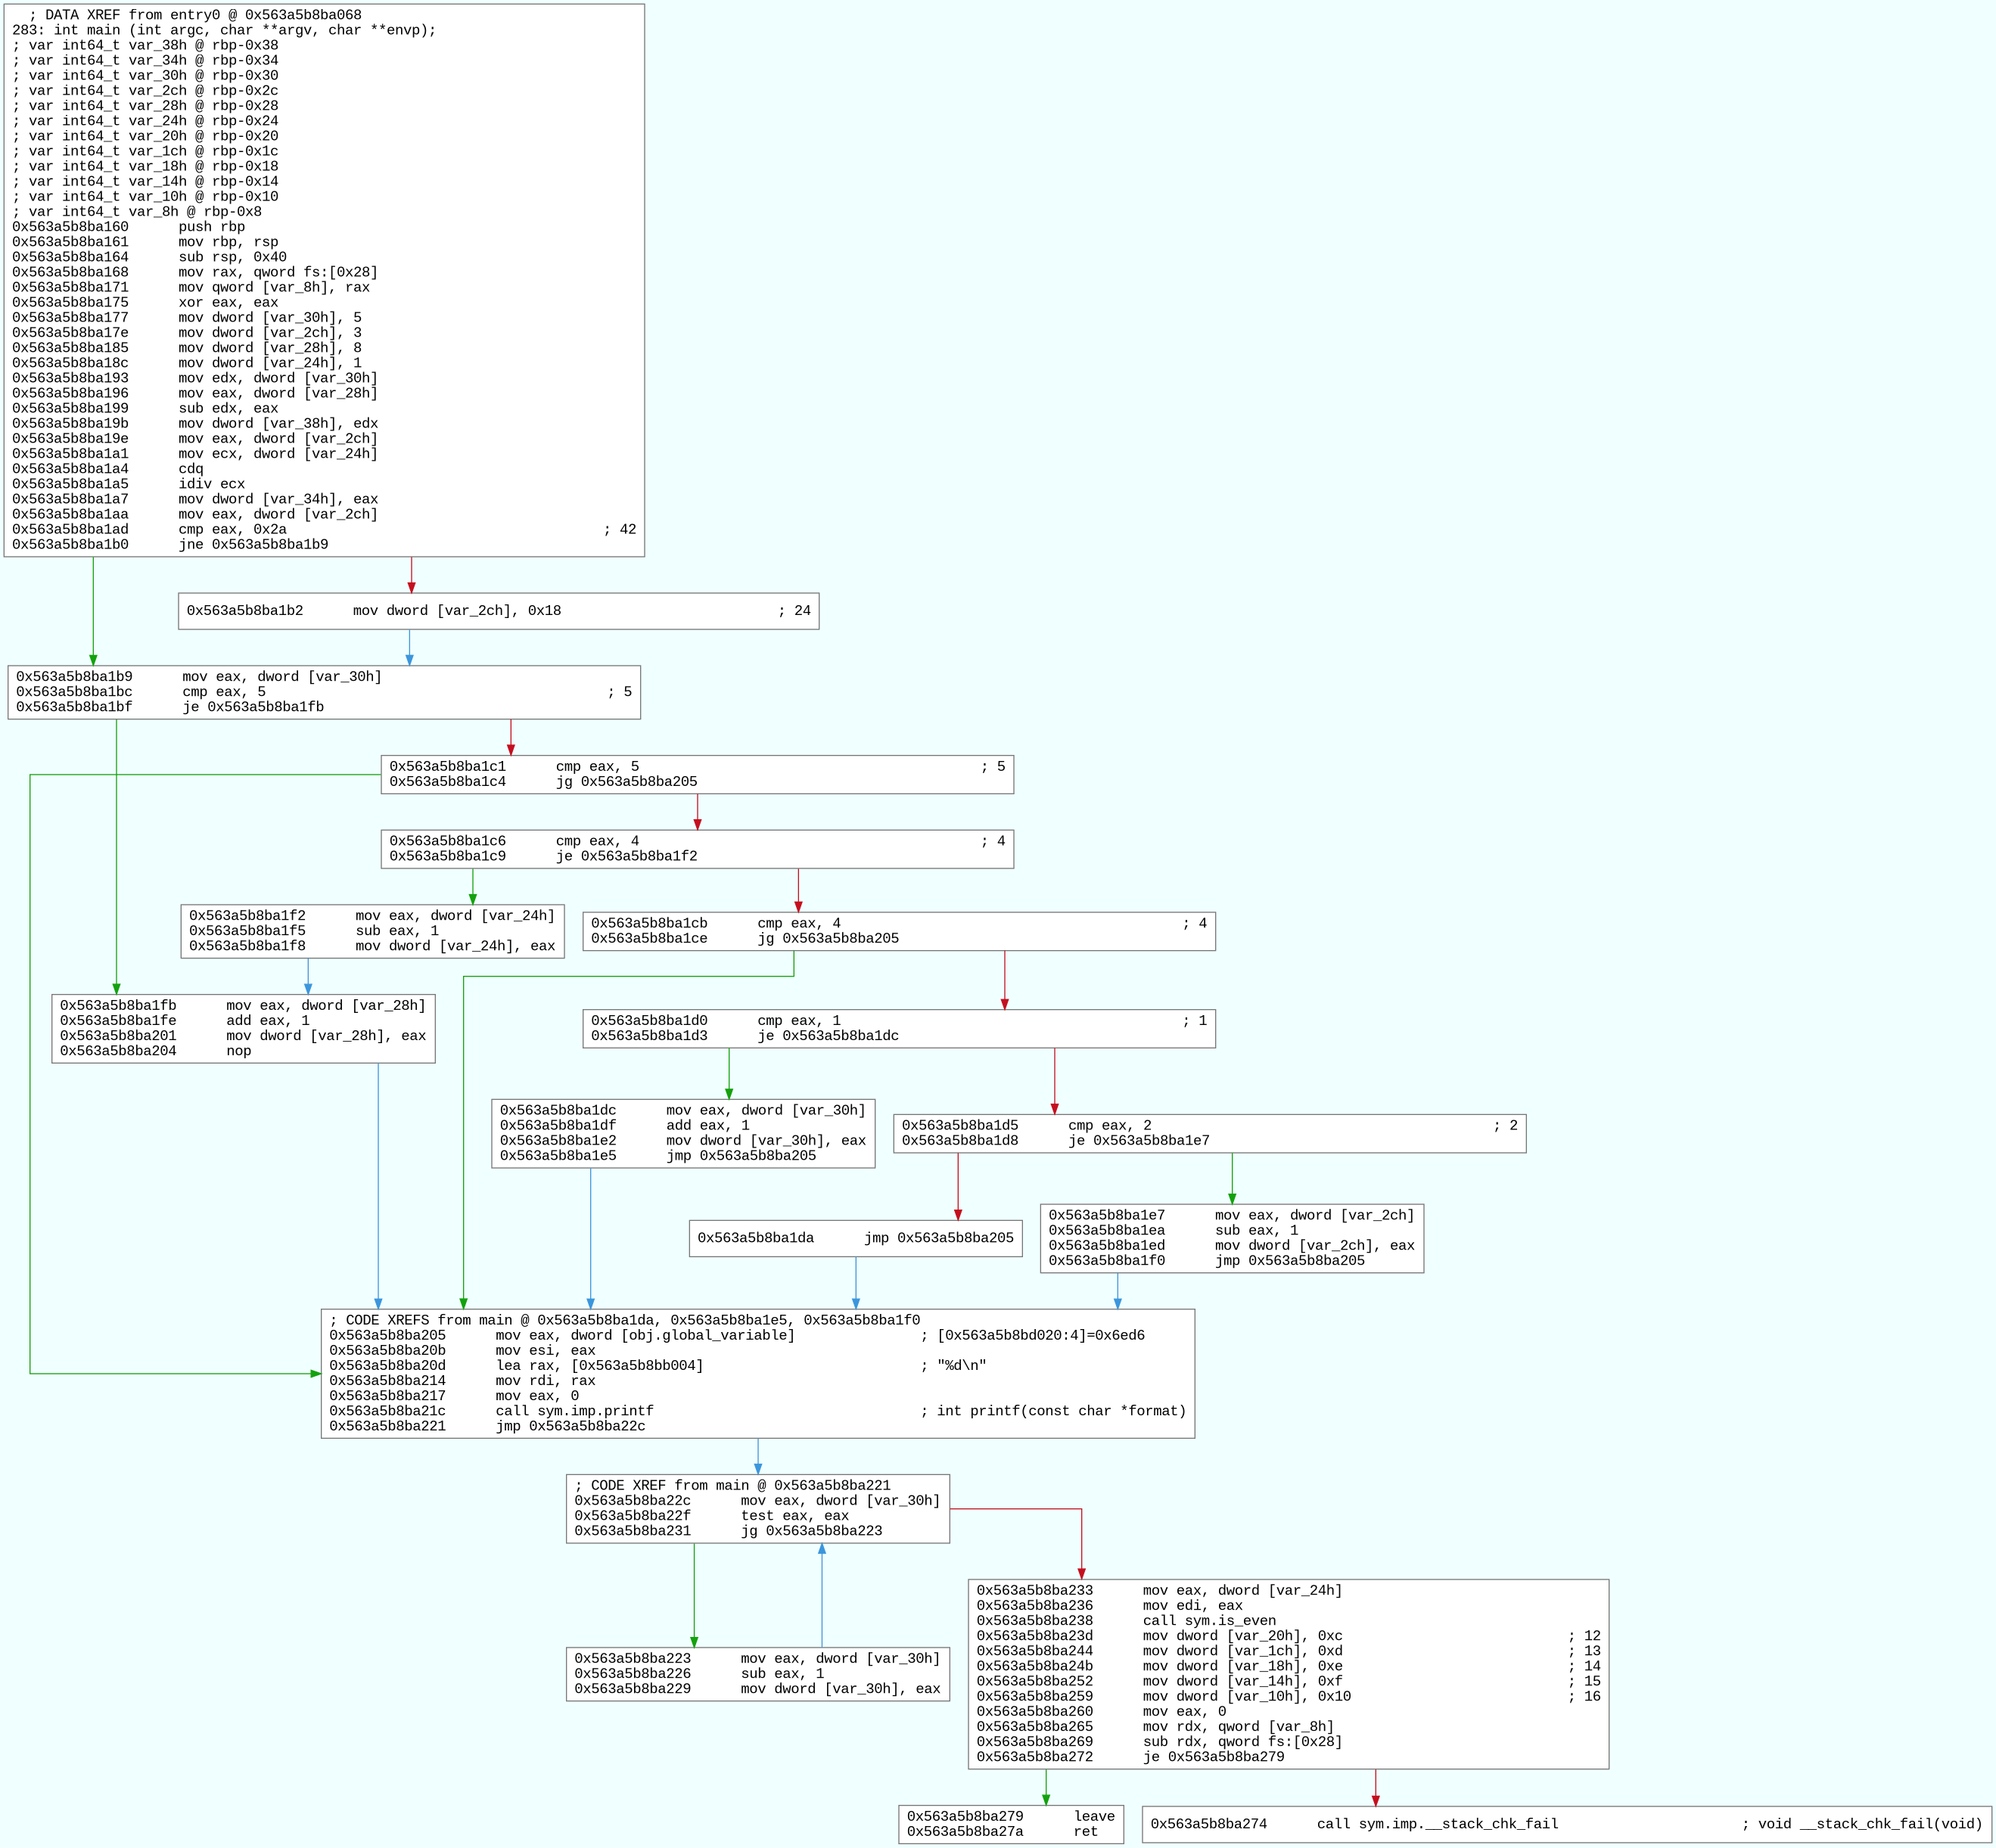 ; DATA XREF from entry0 @ 0x563a5b8ba068
283: int main (int argc, char **argv, char **envp);
; var int64_t var_38h @ rbp-0x38
; var int64_t var_34h @ rbp-0x34
; var int64_t var_30h @ rbp-0x30
; var int64_t var_2ch @ rbp-0x2c
; var int64_t var_28h @ rbp-0x28
; var int64_t var_24h @ rbp-0x24
; var int64_t var_20h @ rbp-0x20
; var int64_t var_1ch @ rbp-0x1c
; var int64_t var_18h @ rbp-0x18
; var int64_t var_14h @ rbp-0x14
; var int64_t var_10h @ rbp-0x10
; var int64_t var_8h @ rbp-0x8
0x563a5b8ba160 push rbp
0x563a5b8ba161 mov rbp, rsp
0x563a5b8ba164 sub rsp, 0x40
0x563a5b8ba168 mov rax, qword fs:[0x28]
0x563a5b8ba171 mov qword [var_8h], rax
0x563a5b8ba175 xor eax, eax
0x563a5b8ba177 mov dword [var_30h], 5
0x563a5b8ba17e mov dword [var_2ch], 3
0x563a5b8ba185 mov dword [var_28h], 8
0x563a5b8ba18c mov dword [var_24h], 1
0x563a5b8ba193 mov edx, dword [var_30h]
0x563a5b8ba196 mov eax, dword [var_28h]
0x563a5b8ba199 sub edx, eax
0x563a5b8ba19b mov dword [var_38h], edx
0x563a5b8ba19e mov eax, dword [var_2ch]
0x563a5b8ba1a1 mov ecx, dword [var_24h]
0x563a5b8ba1a4 cdq
0x563a5b8ba1a5 idiv ecx
0x563a5b8ba1a7 mov dword [var_34h], eax
0x563a5b8ba1aa mov eax, dword [var_2ch]
0x563a5b8ba1ad cmp eax, 0x2a ; 42
0x563a5b8ba1b0 jne 0x563a5b8ba1b9
0x563a5b8ba1b2 mov dword [var_2ch], 0x18 ; 24
0x563a5b8ba1b9 mov eax, dword [var_30h]
0x563a5b8ba1bc cmp eax, 5 ; 5
0x563a5b8ba1bf je 0x563a5b8ba1fb
0x563a5b8ba1c1 cmp eax, 5 ; 5
0x563a5b8ba1c4 jg 0x563a5b8ba205
0x563a5b8ba1c6 cmp eax, 4 ; 4
0x563a5b8ba1c9 je 0x563a5b8ba1f2
0x563a5b8ba1f2 mov eax, dword [var_24h]
0x563a5b8ba1f5 sub eax, 1
0x563a5b8ba1f8 mov dword [var_24h], eax
0x563a5b8ba1cb cmp eax, 4 ; 4
0x563a5b8ba1ce jg 0x563a5b8ba205
0x563a5b8ba1fb mov eax, dword [var_28h]
0x563a5b8ba1fe add eax, 1
0x563a5b8ba201 mov dword [var_28h], eax
0x563a5b8ba204 nop
0x563a5b8ba1d0 cmp eax, 1 ; 1
0x563a5b8ba1d3 je 0x563a5b8ba1dc
0x563a5b8ba1dc mov eax, dword [var_30h]
0x563a5b8ba1df add eax, 1
0x563a5b8ba1e2 mov dword [var_30h], eax
0x563a5b8ba1e5 jmp 0x563a5b8ba205
0x563a5b8ba1d5 cmp eax, 2 ; 2
0x563a5b8ba1d8 je 0x563a5b8ba1e7
0x563a5b8ba1da jmp 0x563a5b8ba205
0x563a5b8ba1e7 mov eax, dword [var_2ch]
0x563a5b8ba1ea sub eax, 1
0x563a5b8ba1ed mov dword [var_2ch], eax
0x563a5b8ba1f0 jmp 0x563a5b8ba205
; CODE XREFS from main @ 0x563a5b8ba1da, 0x563a5b8ba1e5, 0x563a5b8ba1f0
0x563a5b8ba205 mov eax, dword [obj.global_variable] ; [0x563a5b8bd020:4]=0x6ed6
0x563a5b8ba20b mov esi, eax
0x563a5b8ba20d lea rax, [0x563a5b8bb004] ; "%d\n"
0x563a5b8ba214 mov rdi, rax
0x563a5b8ba217 mov eax, 0
0x563a5b8ba21c call sym.imp.printf ; int printf(const char *format)
0x563a5b8ba221 jmp 0x563a5b8ba22c
; CODE XREF from main @ 0x563a5b8ba221
0x563a5b8ba22c mov eax, dword [var_30h]
0x563a5b8ba22f test eax, eax
0x563a5b8ba231 jg 0x563a5b8ba223
0x563a5b8ba223 mov eax, dword [var_30h]
0x563a5b8ba226 sub eax, 1
0x563a5b8ba229 mov dword [var_30h], eax
0x563a5b8ba233 mov eax, dword [var_24h]
0x563a5b8ba236 mov edi, eax
0x563a5b8ba238 call sym.is_even
0x563a5b8ba23d mov dword [var_20h], 0xc ; 12
0x563a5b8ba244 mov dword [var_1ch], 0xd ; 13
0x563a5b8ba24b mov dword [var_18h], 0xe ; 14
0x563a5b8ba252 mov dword [var_14h], 0xf ; 15
0x563a5b8ba259 mov dword [var_10h], 0x10 ; 16
0x563a5b8ba260 mov eax, 0
0x563a5b8ba265 mov rdx, qword [var_8h]
0x563a5b8ba269 sub rdx, qword fs:[0x28]
0x563a5b8ba272 je 0x563a5b8ba279
0x563a5b8ba279 leave
0x563a5b8ba27a ret
0x563a5b8ba274 call sym.imp.__stack_chk_fail ; void __stack_chk_fail(void)